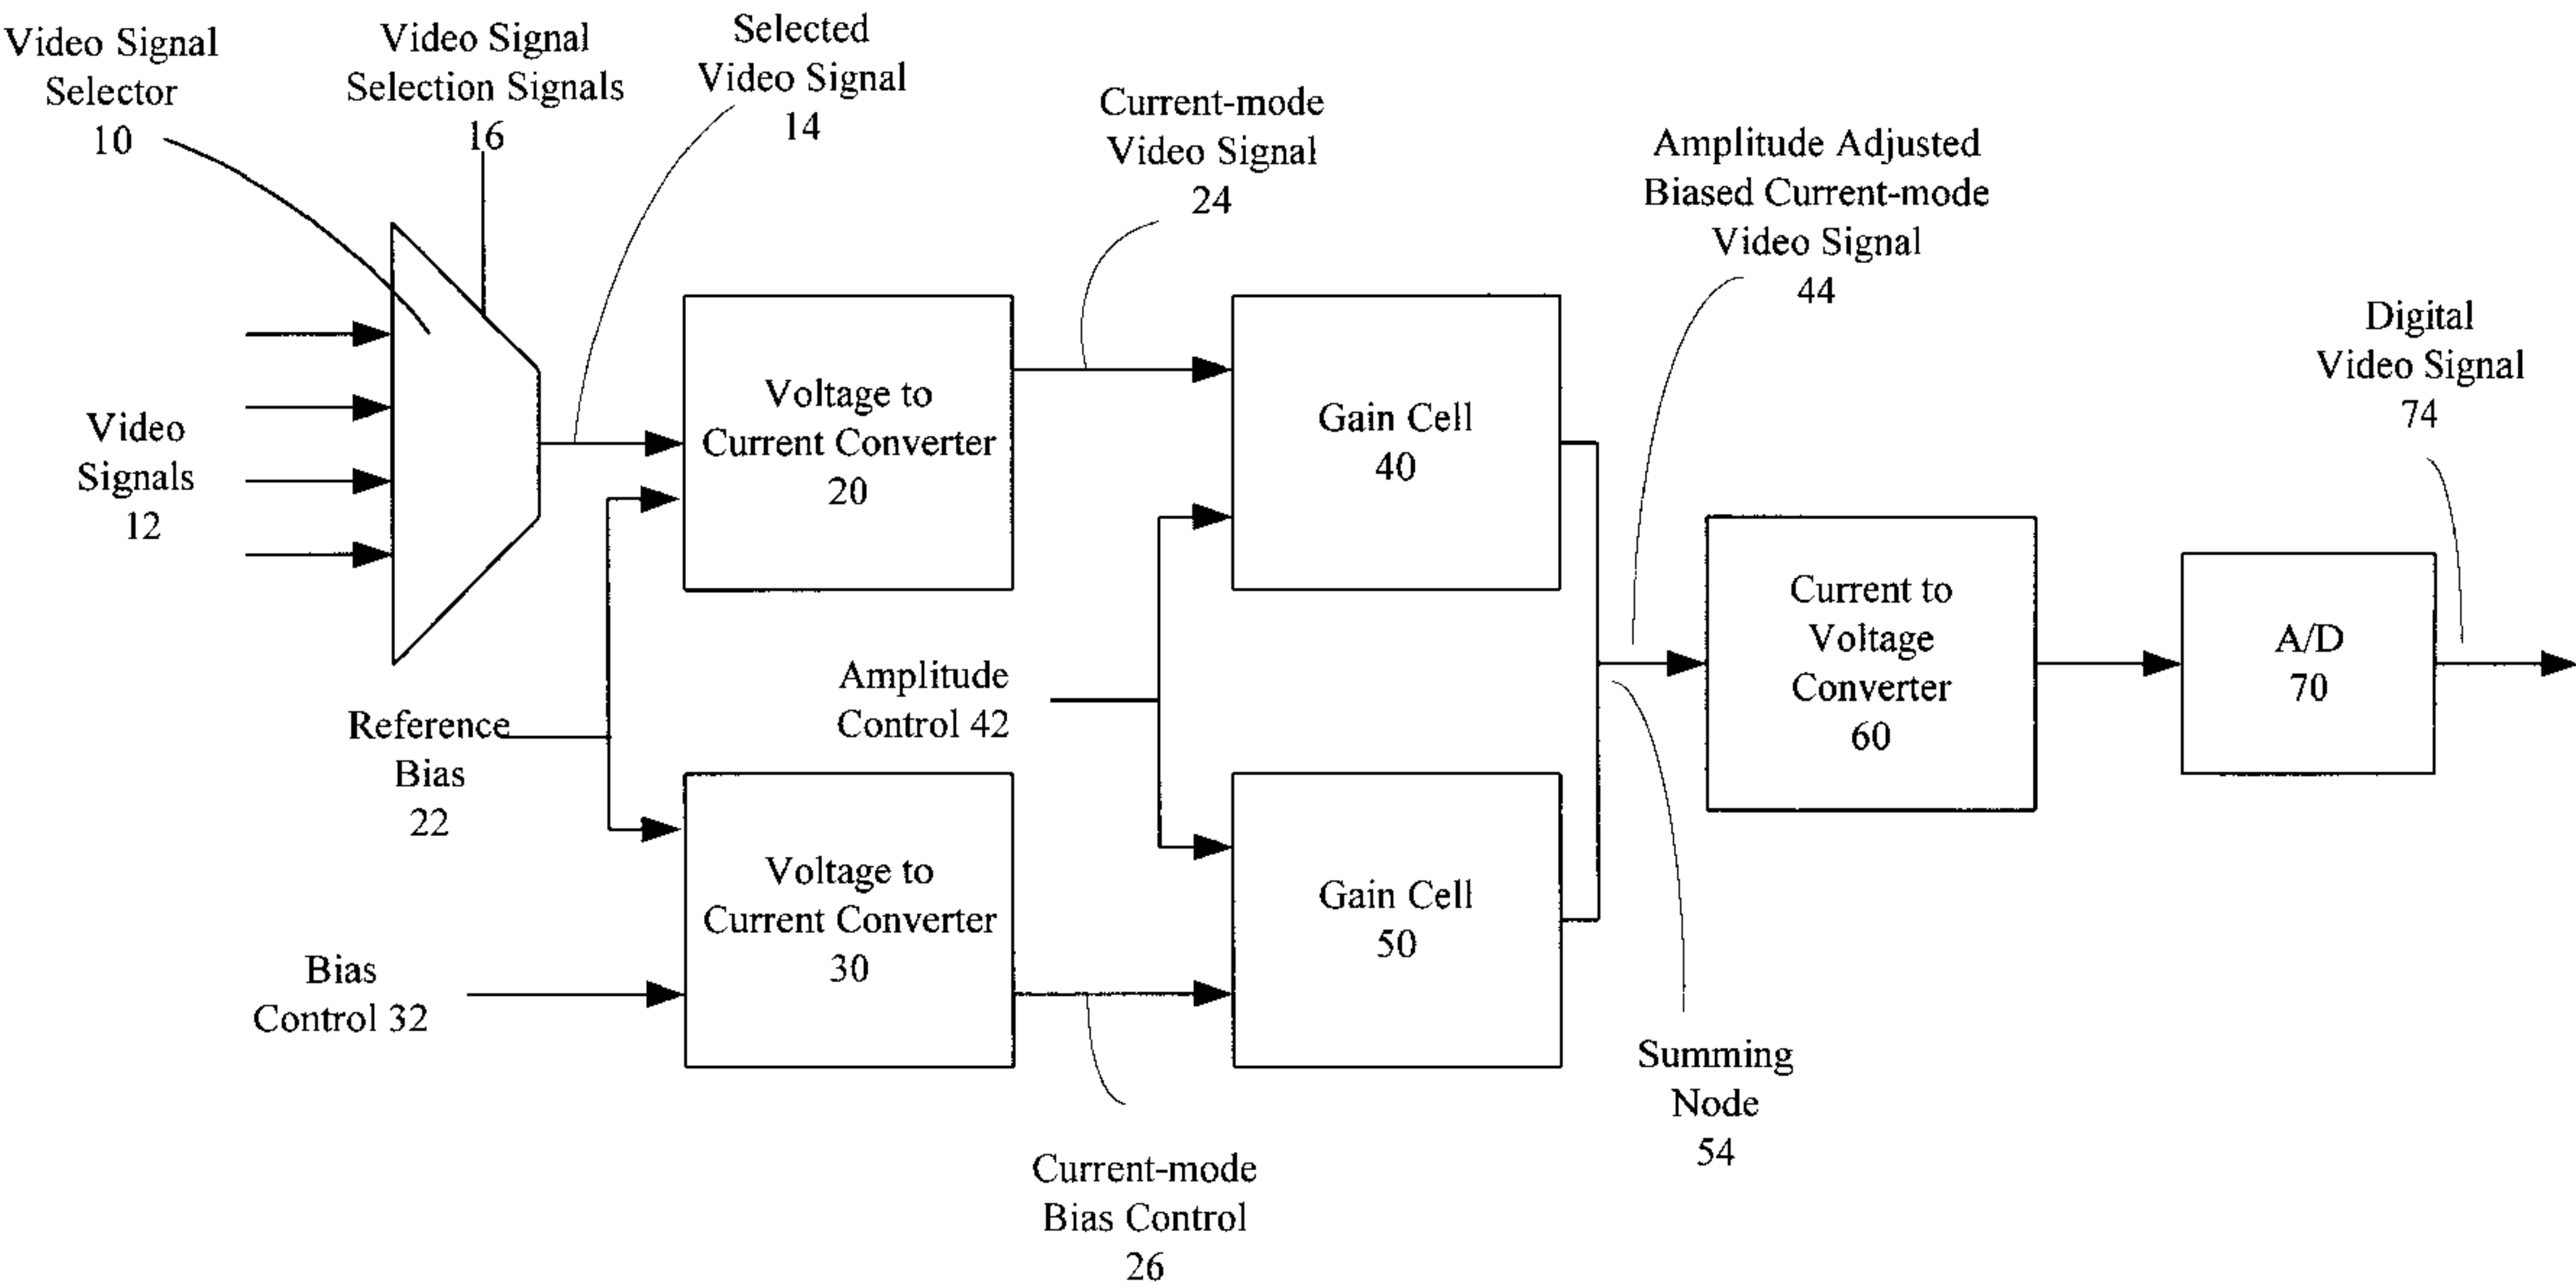 Video Signal
Selector
10
Video Signal
Selection Signals
16
Selected
Video Signal
14
Current-mode
Video Signal
24
Amplitude Adjusted
Biased Current-mode
Video Signal
44
Digital
Video Signal
74
Video
Signals
12
Voltage to
Current Converter
20
Gain Cell
40
Current to
Voltage
Converter
60
A/D
70
Reference
Bias
22
Amplitude
Control 42
Voltage to
Current Converter
30
Gain Cell
50
Bias
Control 32
Summing
Node
54
Current-mode
Bias Control
26